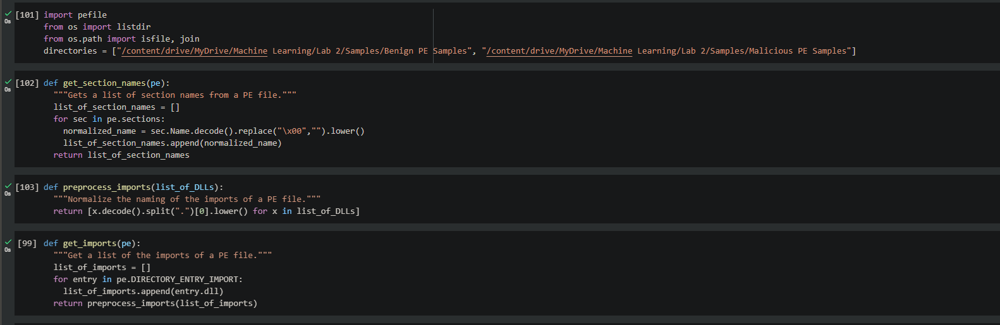 [101] import pefile
0s
from os import listdir
from os.path import isfile, join
directories = ["/content/drive/MyDrive/Machine Learning/Lab 2/Samples/Benign PE Samples", "/content/drive/MyDrive/Machine Learning/Lab 2/Samples/Malicious PE Samples"]
[102] def get_section_names(pe):
0s
"""Gets a list of section names from a PE file."""
list_of_section_names = []
for sec in pe.sections:
normalized_name = sec.Name.decode().replace("\x00","").lower()
list_of_section_names.append(normalized_name)
return list_of_section_names
[103] def preprocess_imports(list_of_DLLs):
0s
"""Normalize the naming of the imports of a PE file."""
return [x.decode().split(".")[0].lower() for x in list_of_DLLs]
[99] def get_imports(pe):
0s
"""Get a list of the imports of a PE file."""
list_of_imports = []
for entry in pe.DIRECTORY_ENTRY_IMPORT:
list_of_imports.append(entry.dll)
return preprocess_imports(list_of_imports)